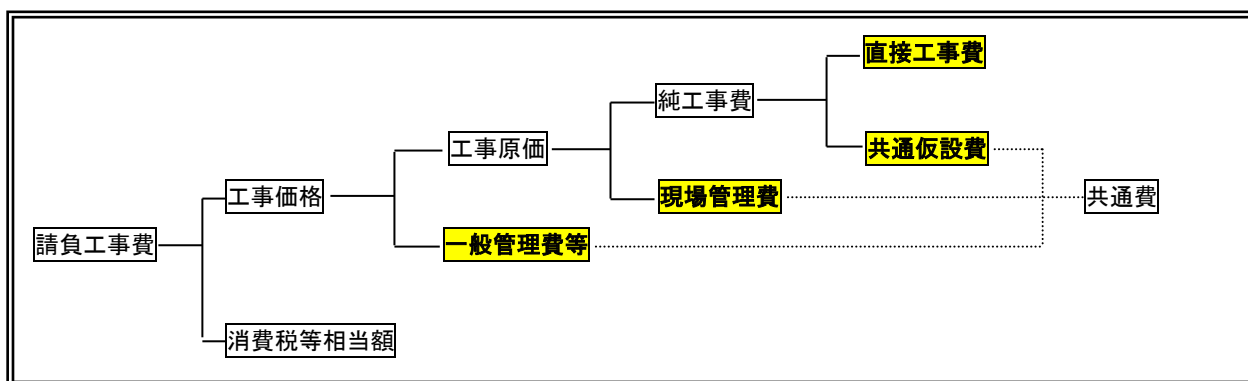 直接工事費
純工事費
工事原価
共通仮設費
工事価格
現場管理費
共通費
請負工事費
一般管理費等
消費税等相当額